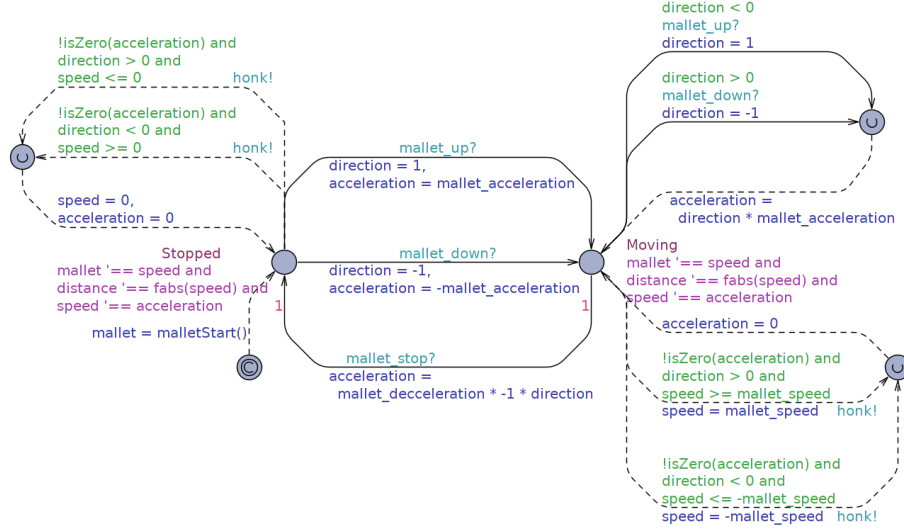 !isZero(acceleration) and
direction > 0 and
speed <= 0 honk!
!isZero(acceleration) and
direction < 0 and
speed >= 0 honk!
speed = 0,
acceleration = 0
Stopped
mallet '== speed and
distance '== fabs(speed) and
speed '== acceleration
1
mallet = malletStart()
mallet_up?
direction = 1,
acceleration = mallet_acceleration
mallet_down?
direction = -1,
acceleration = -mallet_acceleration
mallet_stop?
acceleration =
mallet_decceleration * -1 * direction
direction < 0
mallet_up?
direction = 1
direction > 0
mallet_down?
direction = -1
acceleration =
direction * mallet_acceleration
Moving
mallet '== speed and
distance '== fabs(speed) and
speed '== acceleration
1
acceleration = 0
!isZero(acceleration) and
direction > 0 and
speed >= mallet_speed
speed = mallet_speed honk!
!isZero(acceleration) and
direction < 0 and
speed <= -mallet_speed
speed = -mallet_speed honk!